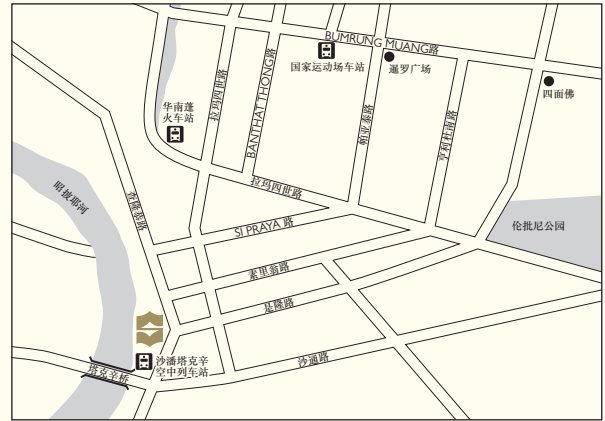 BUMRUNG MUANG路
国家运动场车站
暹罗广场
四面佛
华南蓬
火车站
拉玛四世路
BANTHAT THONG路
帕亚泰路
亨利杜南路
拉玛四世路
昭披耶河
查隆恭路
SI PRAYA 路
伦批尼公园
素里翁路
是隆路
沙潘塔克辛
空中列车站
沙通路
塔克辛桥